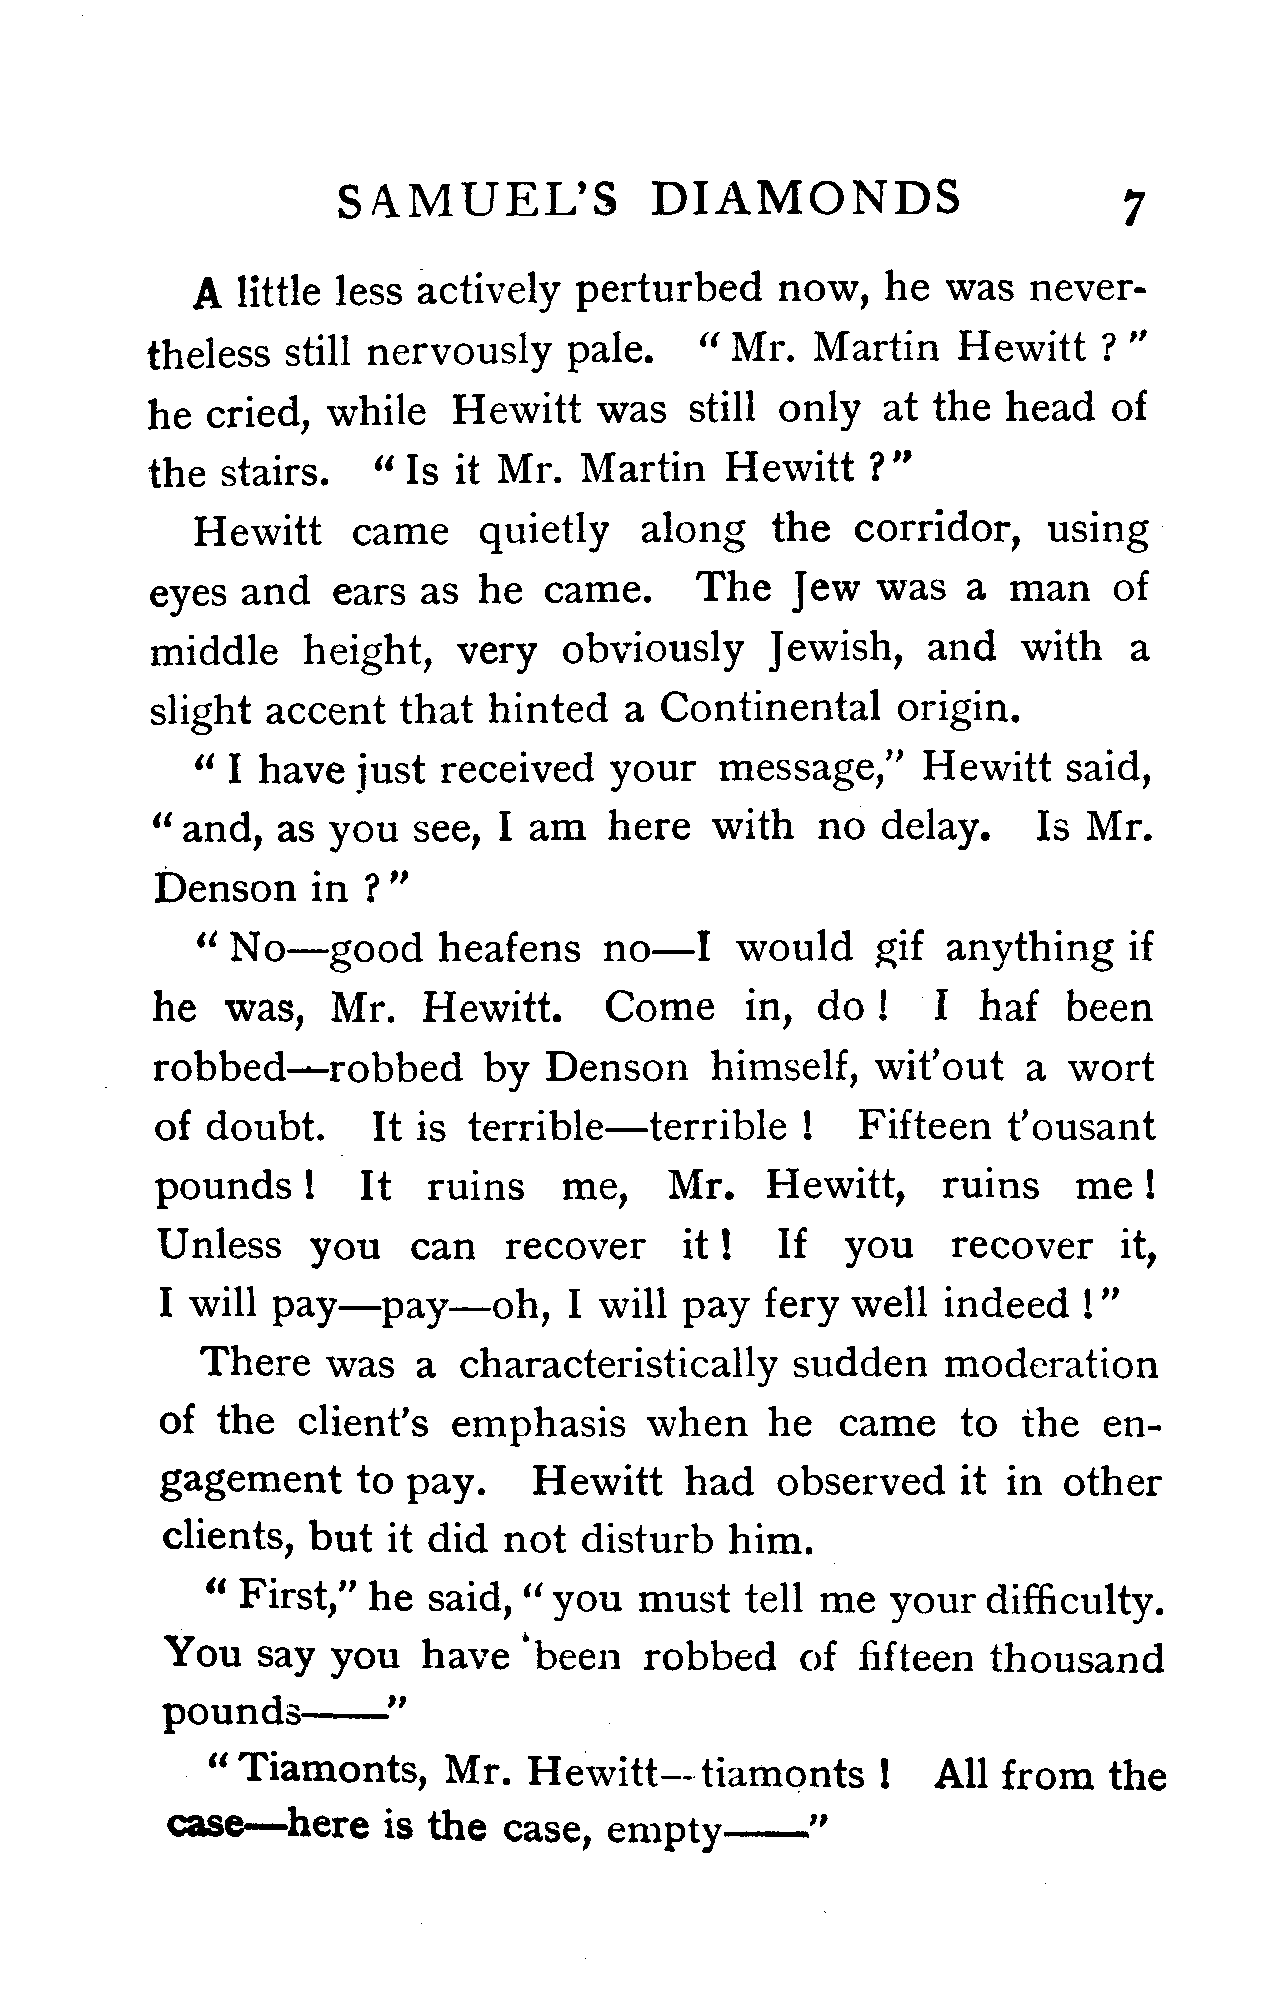 SAMUEL'S DIAMONDS 7
A little less actively perturbed now, he was never-
theless still nervously pale. "Mr. Martin Hewitt ?"
he cried, while Hewitt was still only at the head of
the stairs. "Is it Mr. Martin Hewitt ?"
Hewitt came quietly along the corridor, using
eyes and ears as he came. The Jew was a man of
middle height, very obviously Jewish, and with a
slight accent that hinted a Continental origin.
"I have just received your message," Hewitt said,
"and, as you see, I am here with no delay. Is Mr.
Denson in ?"
"No—good heafens no—I would gif anything if
he was, Mr. Hewitt. Come in, do ! I haf been
robbed—robbed by Denson himself, wit'out a wort
of doubt. It is terrible—terrible ! Fifteen t'ousant
pounds ! It ruins me, Mr. Hewitt, ruins me !
Unless you can recover it ! If you recover it,
I will pay—pay—oh, I will pay fery well indeed !"
There was a characteristically sudden moderation
of the client's emphasis when he came to the en-
gagement to pay. Hewitt had observed it in other
clients, but it did not disturb him.
"First," he said, "you must tell me your difficulty.
You say you have been robbed of fifteen thousand
pounds——"
"Tiamonts, Mr. Hewitt—tiamonts ! All from the
case—here is the case, empty——"